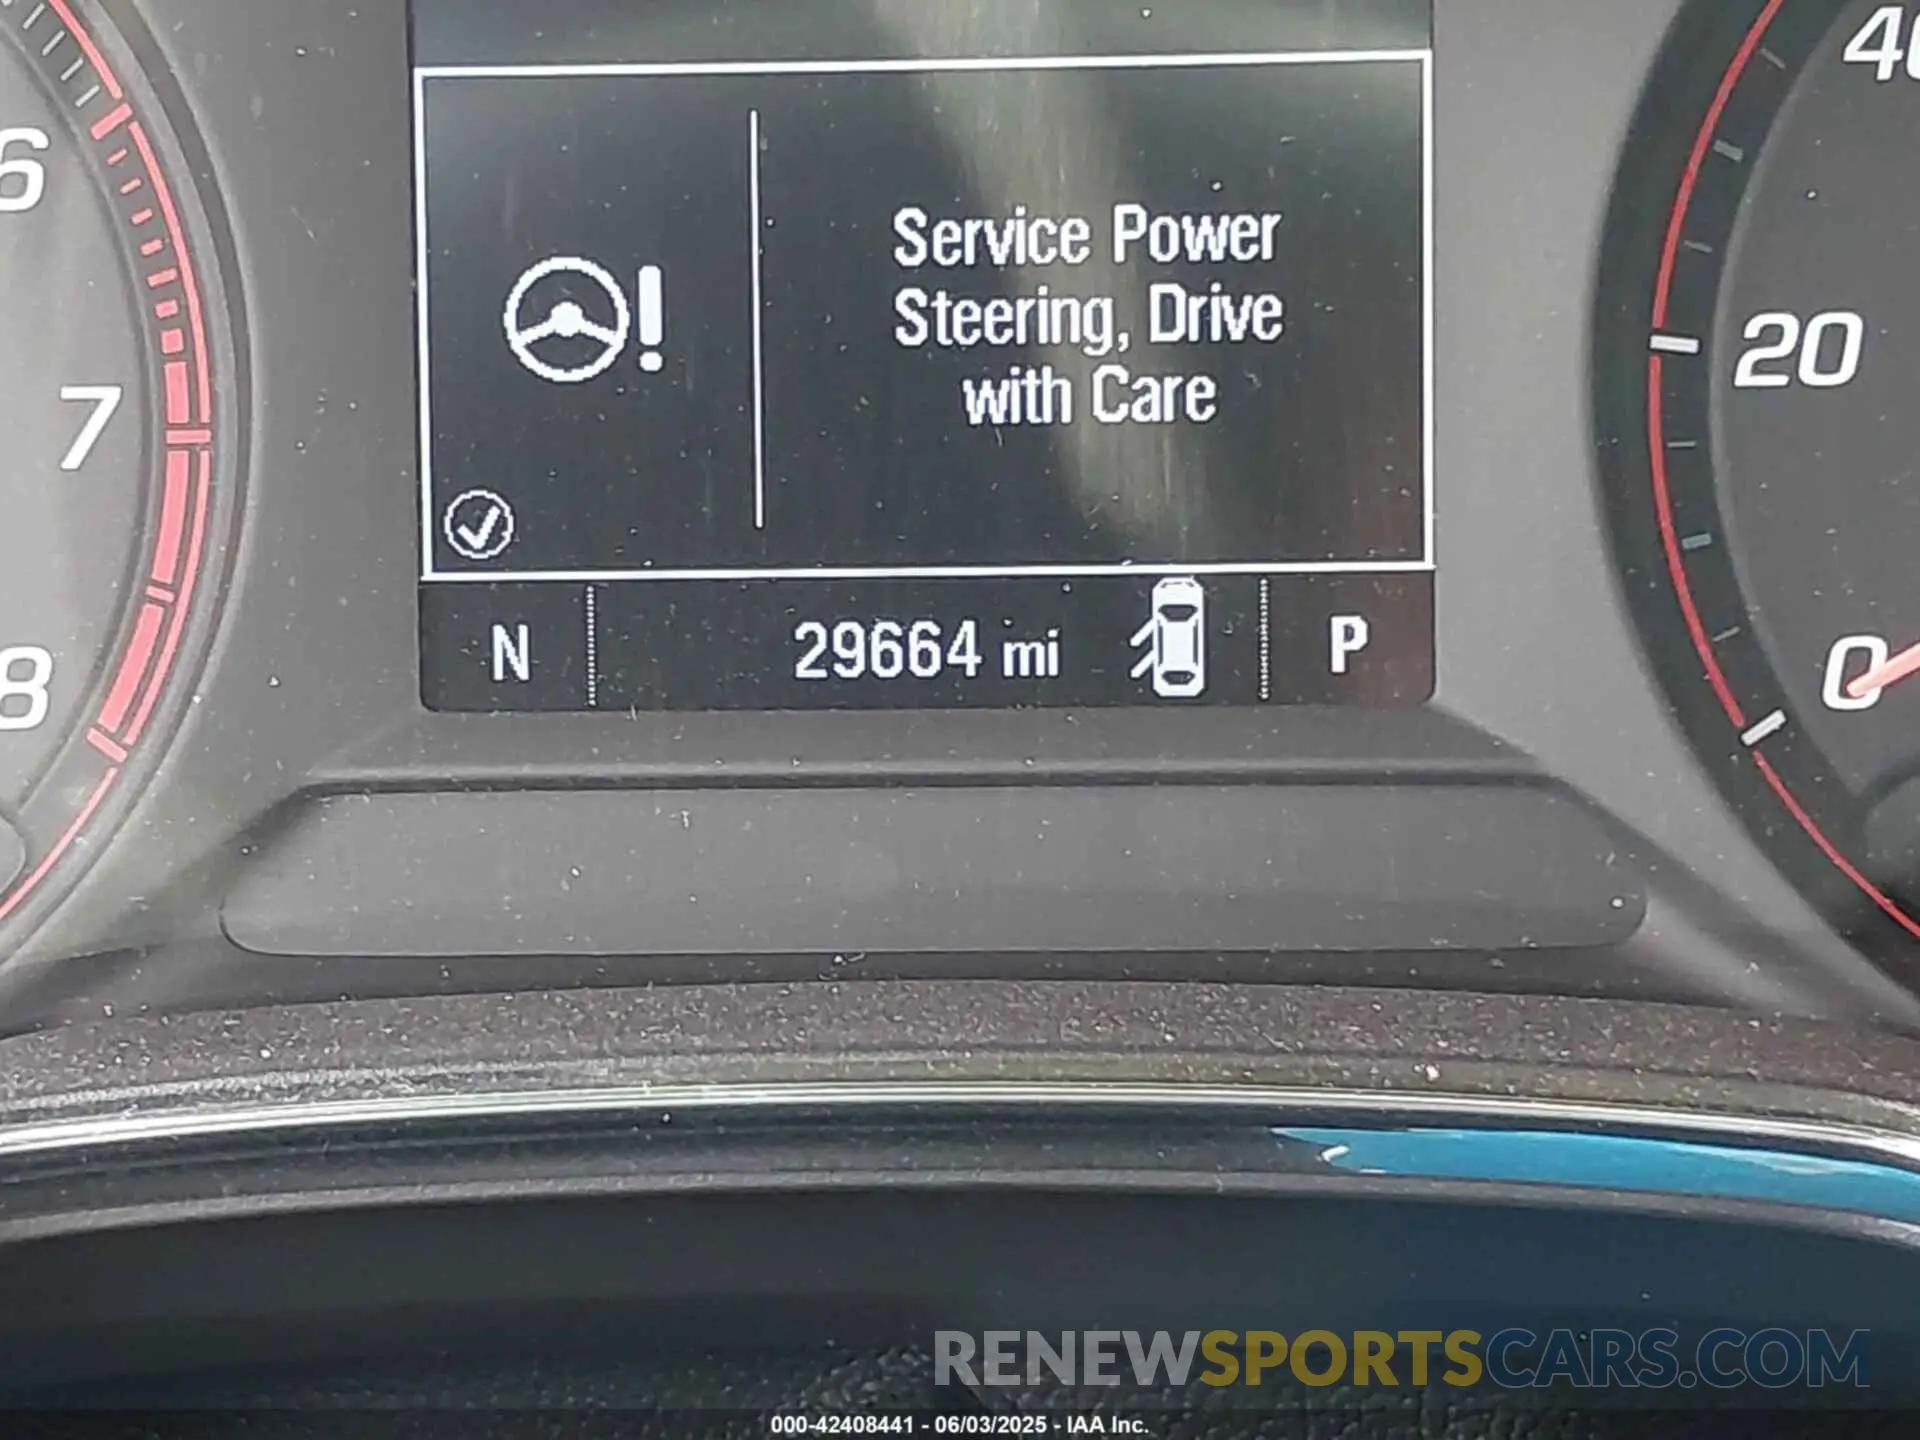 6
7
8
Service Power
Steering, Drive
with Care
N
29664 mi
P
40
20
0
RENEWSPORTSCARS.COM
000-42408441 - 06/03/2025 - IAA Inc.